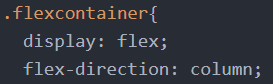 .flexcontainer{
  display: flex;
  flex-direction: column;